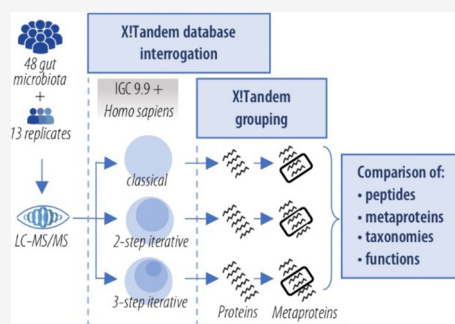 48 gut
microbiota
+
13 replicates
LC-MS/MS
X!Tandem database
interrogation
IGC 9.9 +
Homo sapiens
classical
2-step iterative
3-step iterative
X!Tandem
grouping
Proteins
Metaproteins
Comparison of:
• peptides
• metaproteins
• taxonomies
• functions